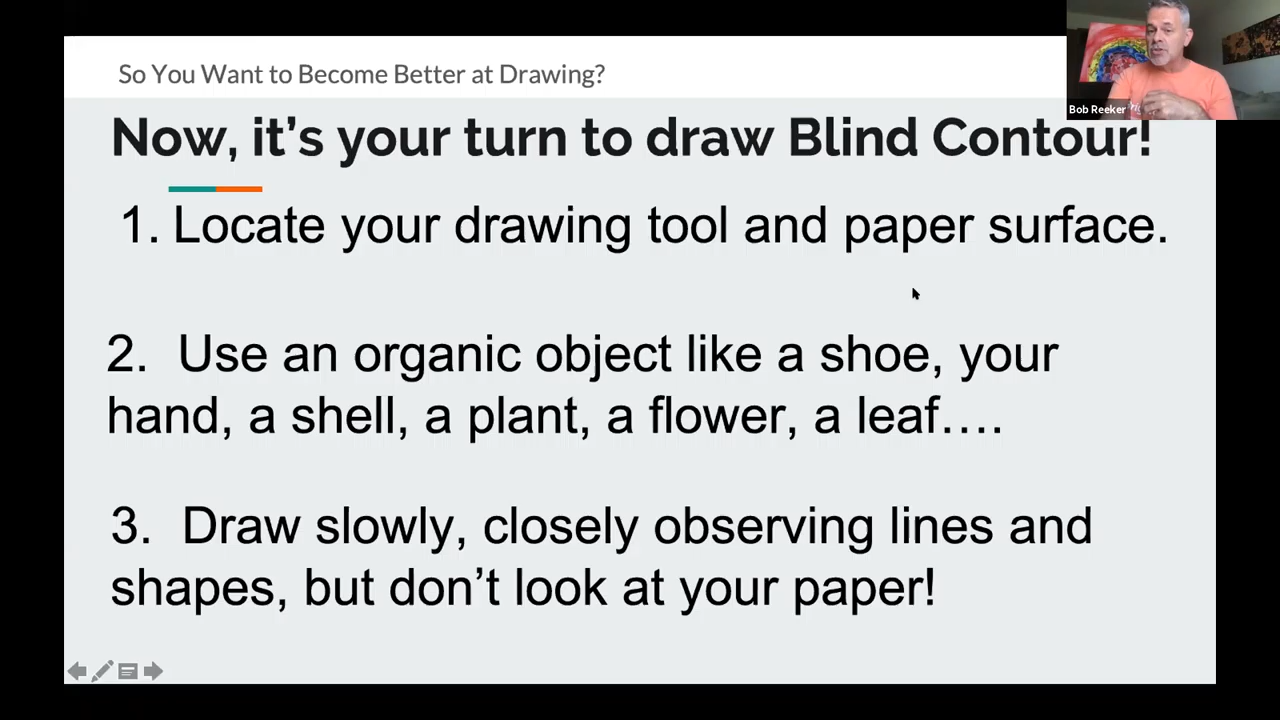 So You Want to Become Better at Drawing?
Now, it's your turn to draw Blind Contour!
1. Locate your drawing tool and paper surface.
2. Use an organic object like a shoe, your
hand, a shell, a plant, a flower, a leaf....
3. Draw slowly, closely observing lines and
shapes, but don't look at your paper!
Bob Reeker